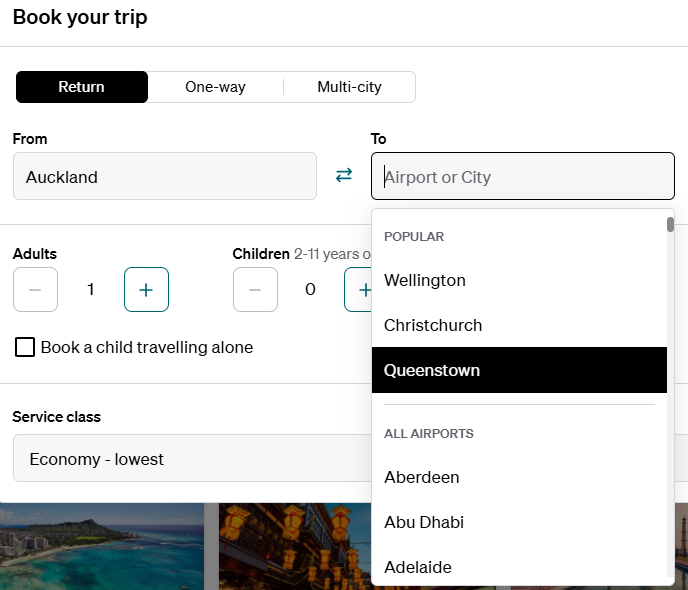 Book your trip
Return One-way Multi-city
From To
Auckland Airport or City
POPULAR
Adults Children 2-11 years o
1 0
Wellington
Christchurch
Book a child travelling alone
Queenstown
Service class
ALL AIRPORTS
Economy - lowest
Aberdeen
Abu Dhabi
Adelaide